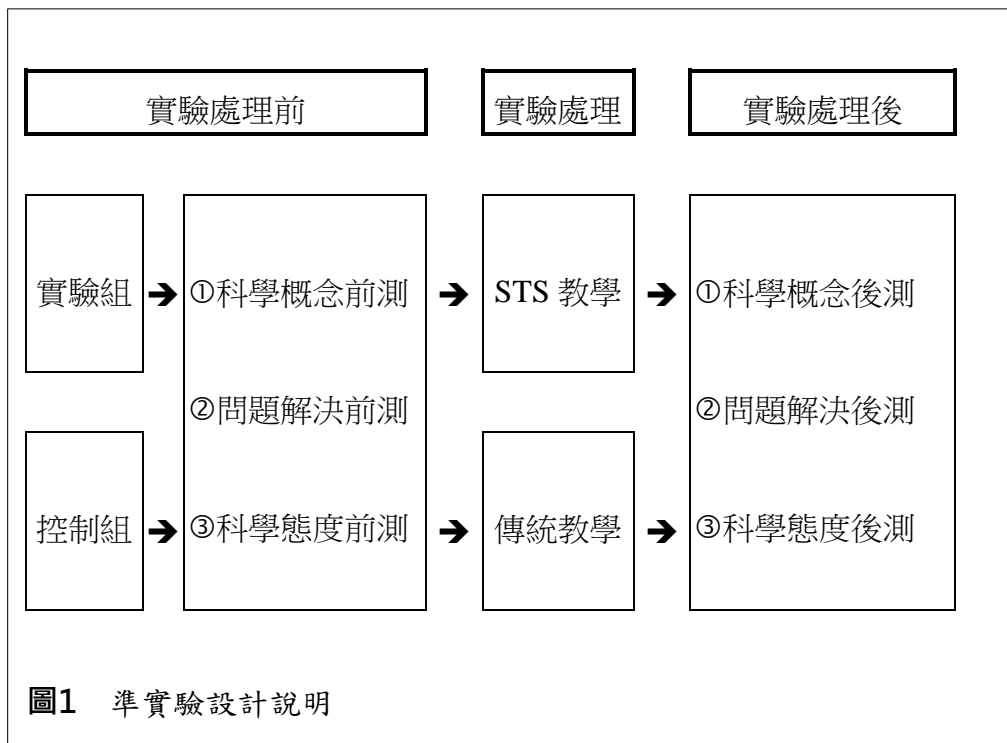 實驗處理前 實驗處理 實驗處理後
實驗組 ➔ ①科學概念前測 ➔ STS 教學 ➔ ①科學概念後測
②問題解決前測 ②問題解決後測
控制組 ➔ ③科學態度前測 ➔ 傳統教學 ➔ ③科學態度後測
圖1 準實驗設計說明